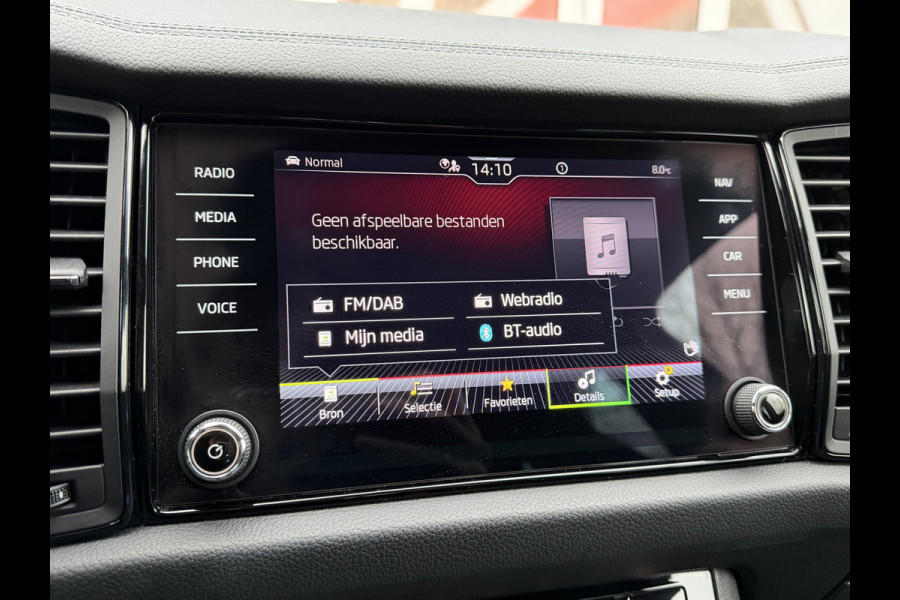 RADIO
MEDIA
PHONE
VOICE
Normal
14:10
1
8.0°C
Geen afspeelbare bestanden
beschikbaar.
FM/DAB
Webradio
Mijn media
BT-audio
Bron
Selectie
Favorieten
Details
Setup
NAV
APP
CAR
MENU